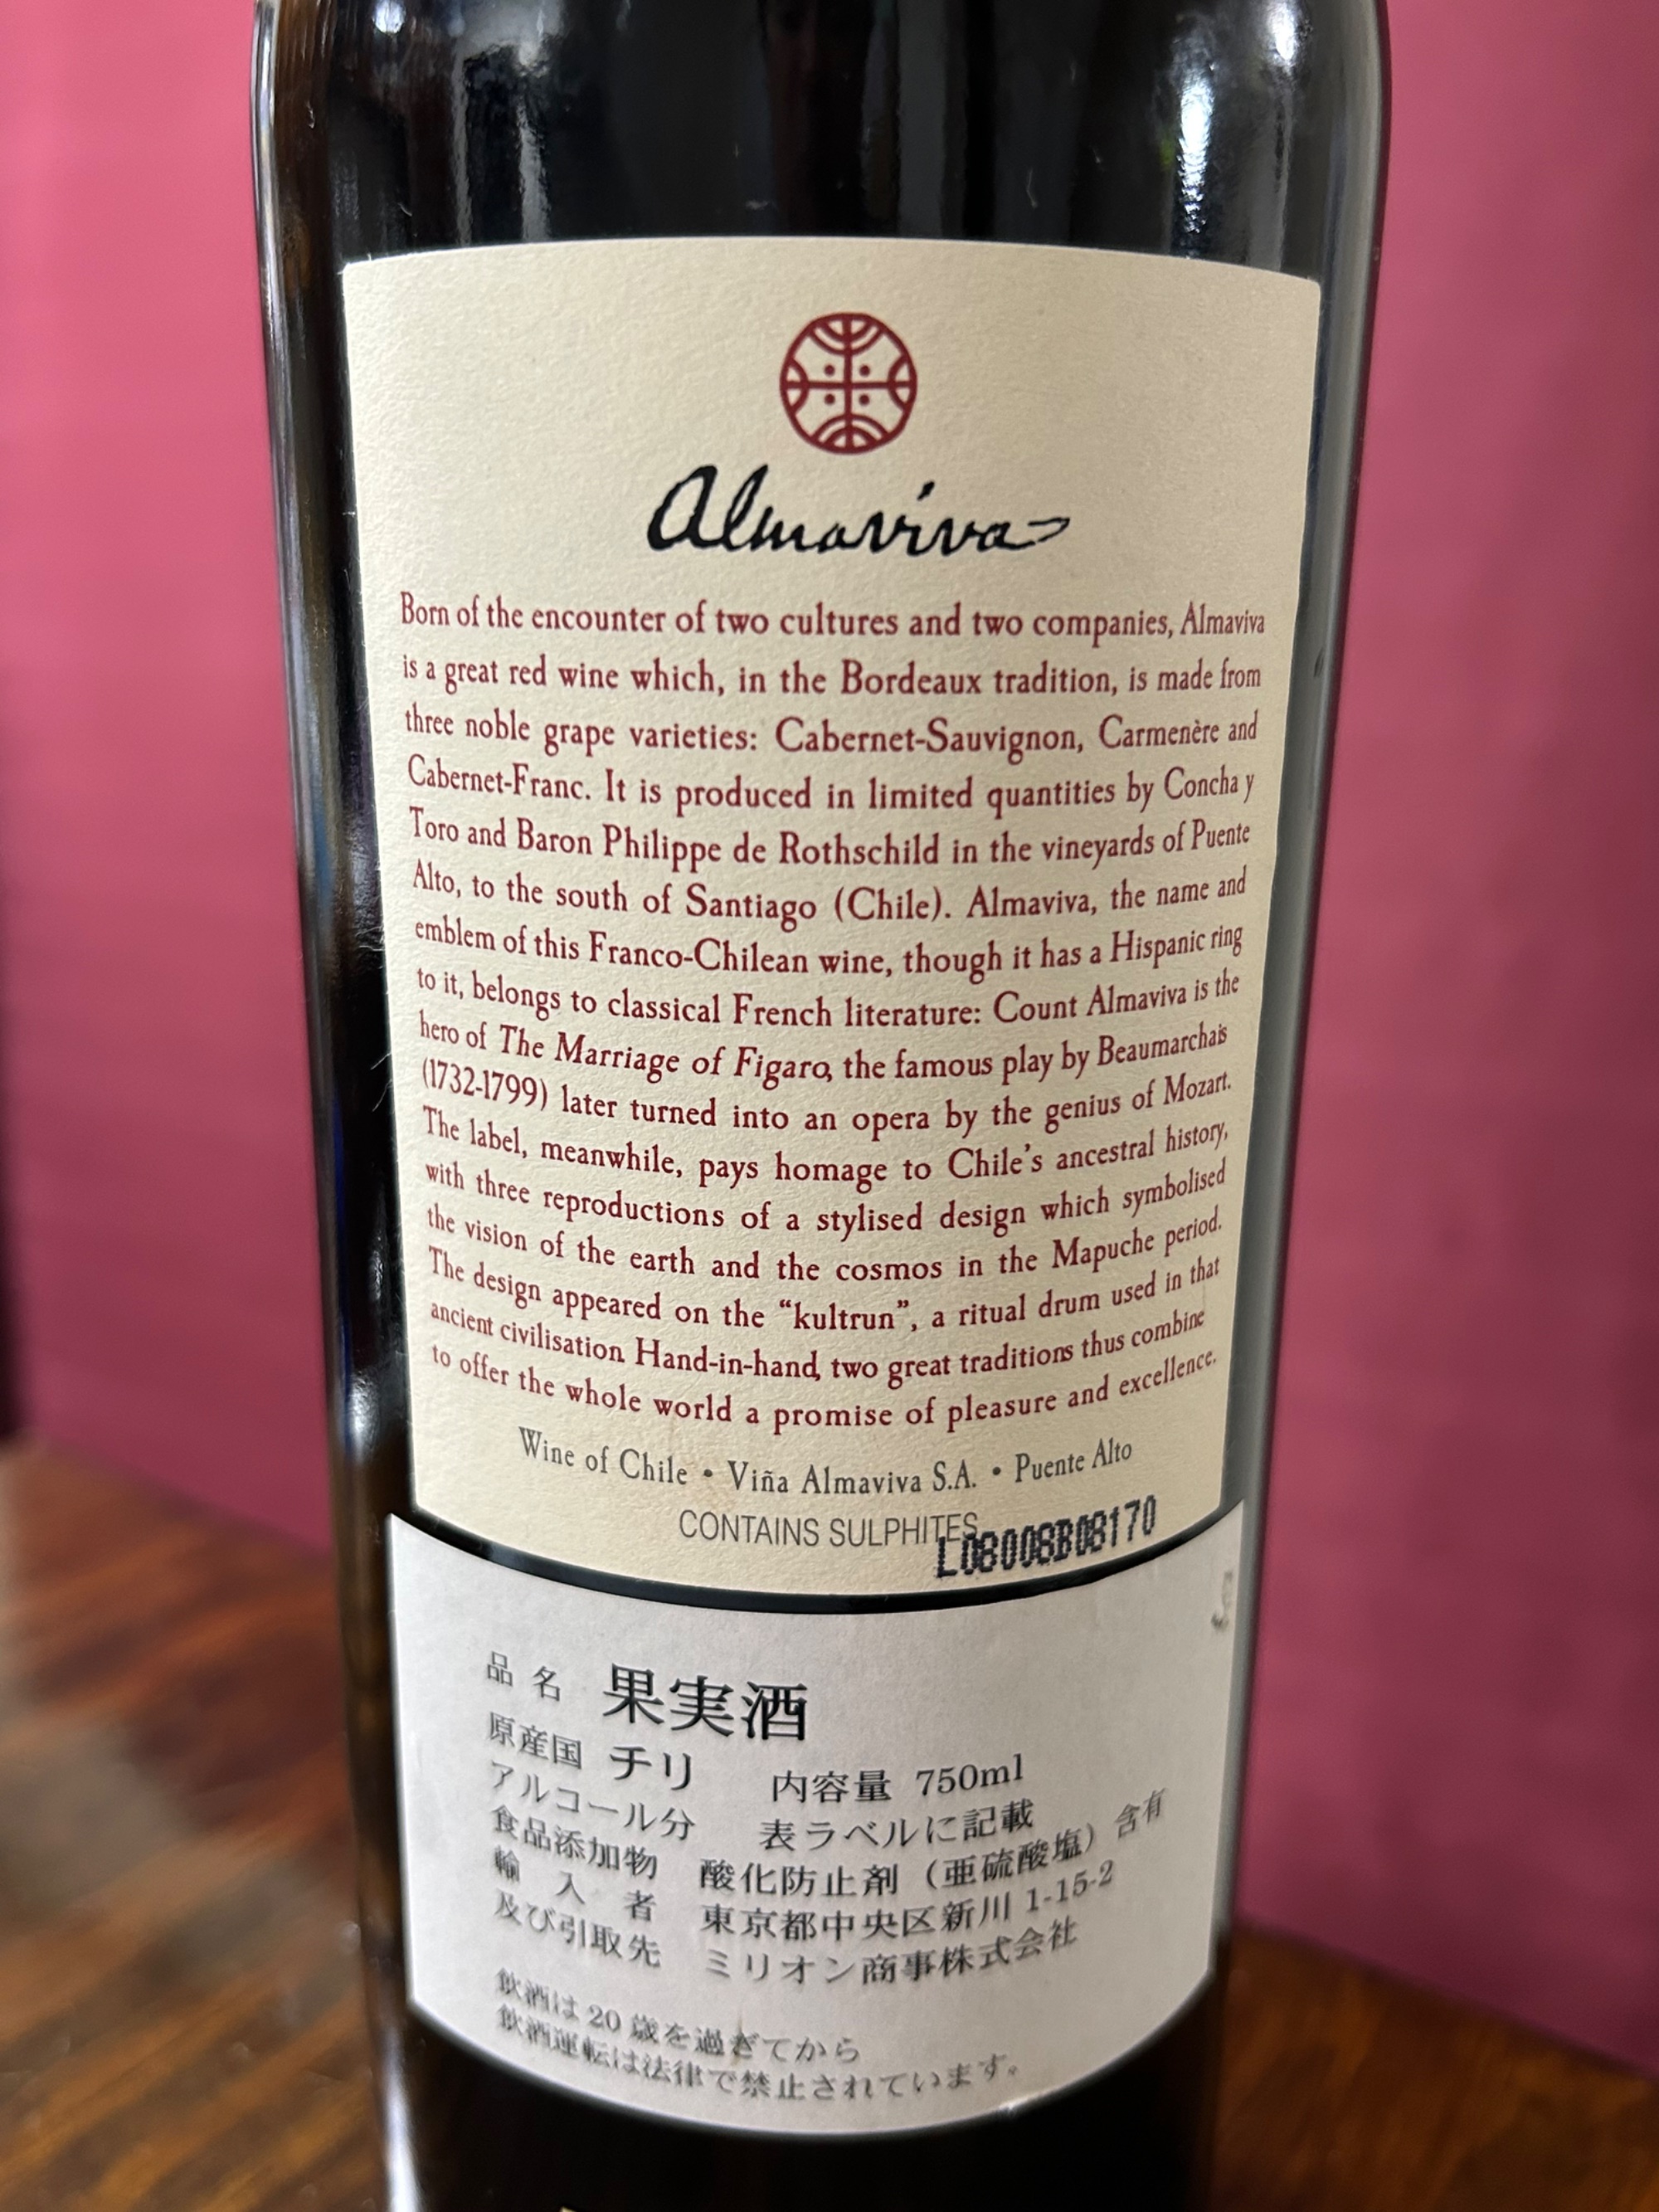 Almaviva
Born of the encounter of two cultures and two companies, Almaviva
is a great red wine which, in the Bordeaux tradition, is made from
three noble grape varieties: Cabernet-Sauvignon, Carmenère and
Cabernet-Franc. It is produced in limited quantities by Concha y
Toro and Baron Philippe de Rothschild in the vineyards of Puente
Alto, to the south of Santiago (Chile). Almaviva, the name and
emblem of this Franco-Chilean wine, though it has a Hispanic ring
to it, belongs to classical French literature: Count Almaviva is the
hero of The Marriage of Figaro, the famous play by Beaumarchais
(1732-1799) later turned into an opera by the genius of Mozart.
The label, meanwhile, pays homage to Chile's ancestral history,
with three reproductions of a stylised design which symbolised
the vision of the earth and the cosmos in the Mapuche period.
The design appeared on the “kultrun”, a ritual drum used in that
ancient civilisation. Hand-in-hand, two great traditions thus combine
to offer the whole world a promise of pleasure and excellence.
Wine of Chile • Viña Almaviva S.A. • Puente Alto
CONTAINS SULPHITES
L08008B08170
品名 果実酒
原産国 チリ 内容量 750ml
アルコール分 表ラベルに記載
食品添加物 酸化防止剤（亜硫酸塩）含有
輸入者 東京都中央区新川 1-15-2
及び引取先 ミリオン商事株式会社
飲酒は20歳を過ぎてから
飲酒運転は法律で禁止されています。